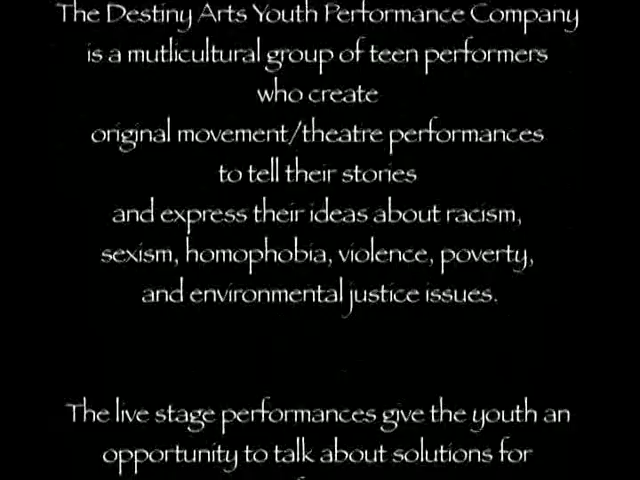 The Destiny Arts Youth Performance Company
is a mutlicultural group of teen performers
who create
original movement/theatre performances
to tell their stories
and express their ideas about racism,
sexism, homophobia, violence, poverty,
and environmental justice issues.
The live stage performances give the youth an
opportunity to talk about solutions for